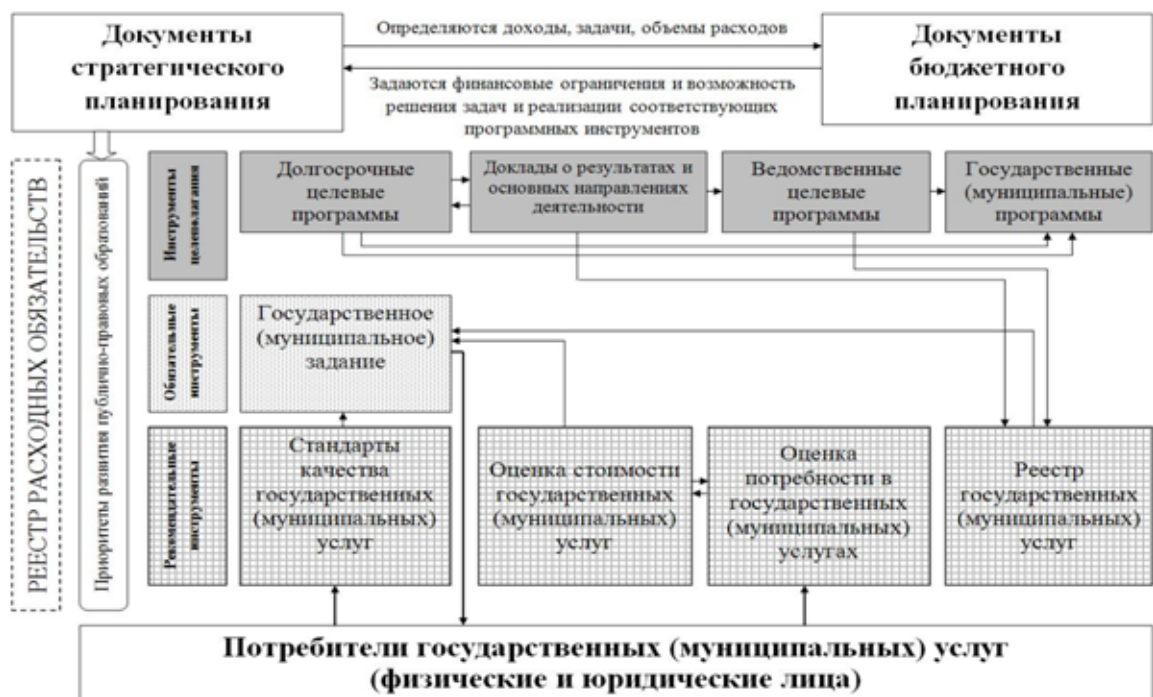 Документы
стратегического
планирования
Определяются доходы, задачи, объемы расходов
Задаются финансовые ограничения и возможность
решения задач и реализации соответствующих
программных инструментов
Документы
бюджетного
планирования
РЕЕСТР РАСХОДНЫХ ОБЯЗАТЕЛЬСТВ
Приоритеты развития публично-правовых образований
Инструменты
целеполагания
Долгосрочные
целевые
программы
Доклады о результатах и
основных направлениях
деятельности
Ведомственные
целевые
программы
Государственные
(муниципальные)
программы
Обязательные
инструменты
Государственное
(муниципальное)
задание
Рекомендательные
инструменты
Стандарты
качества
государственных
(муниципальных)
услуг
Оценка стоимости
государственных
(муниципальных)
услуг
Оценка
потребности в
государственных
(муниципальных)
услугах
Реестр
государственных
(муниципальных)
услуг
Потребители государственных (муниципальных) услуг
(физические и юридические лица)